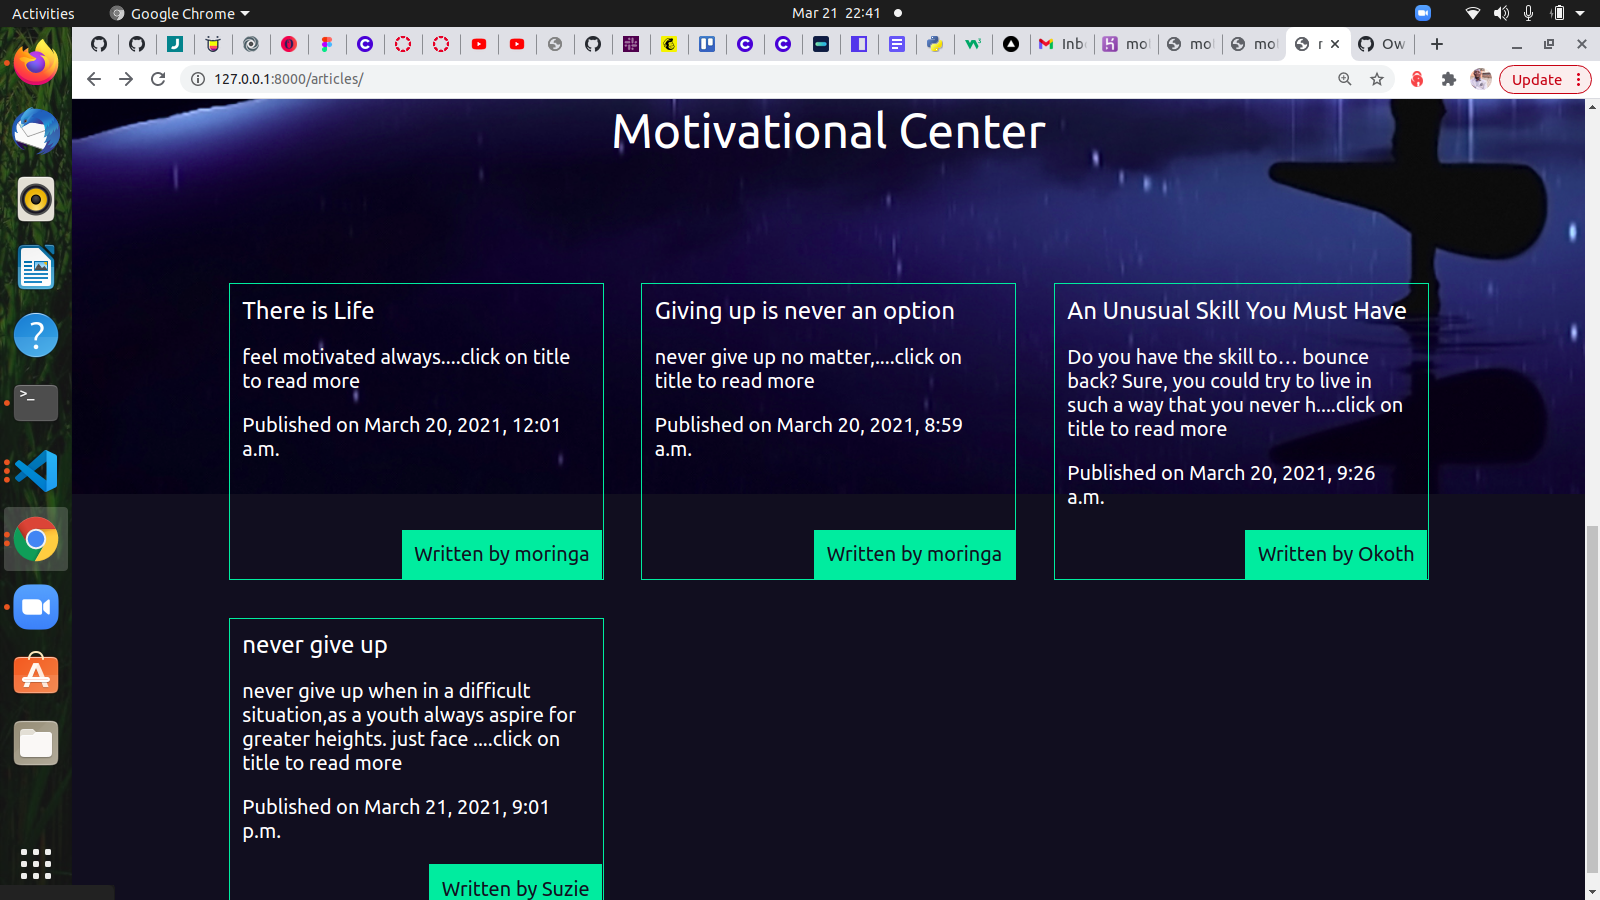 Activities
Google Chrome
Mar 21 22:41
Inb
mo
mo
mo
Ow
127.0.0.1:8000/articles/
Update
Motivational Center
There is Life
feel motivated always....click on title
to read more
Published on March 20, 2021, 12:01
a.m.
Written by moringa
Giving up is never an option
never give up no matter,....click on
title to read more
Published on March 20, 2021, 8:59
a.m.
Written by moringa
An Unusual Skill You Must Have
Do you have the skill to… bounce
back? Sure, you could try to live in
such a way that you never h....click on
title to read more
Published on March 20, 2021, 9:26
a.m.
Written by Okoth
never give up
never give up when in a difficult
situation,as a youth always aspire for
greater heights. just face ....click on
title to read more
Published on March 21, 2021, 9:01
p.m.
Written by Suzie